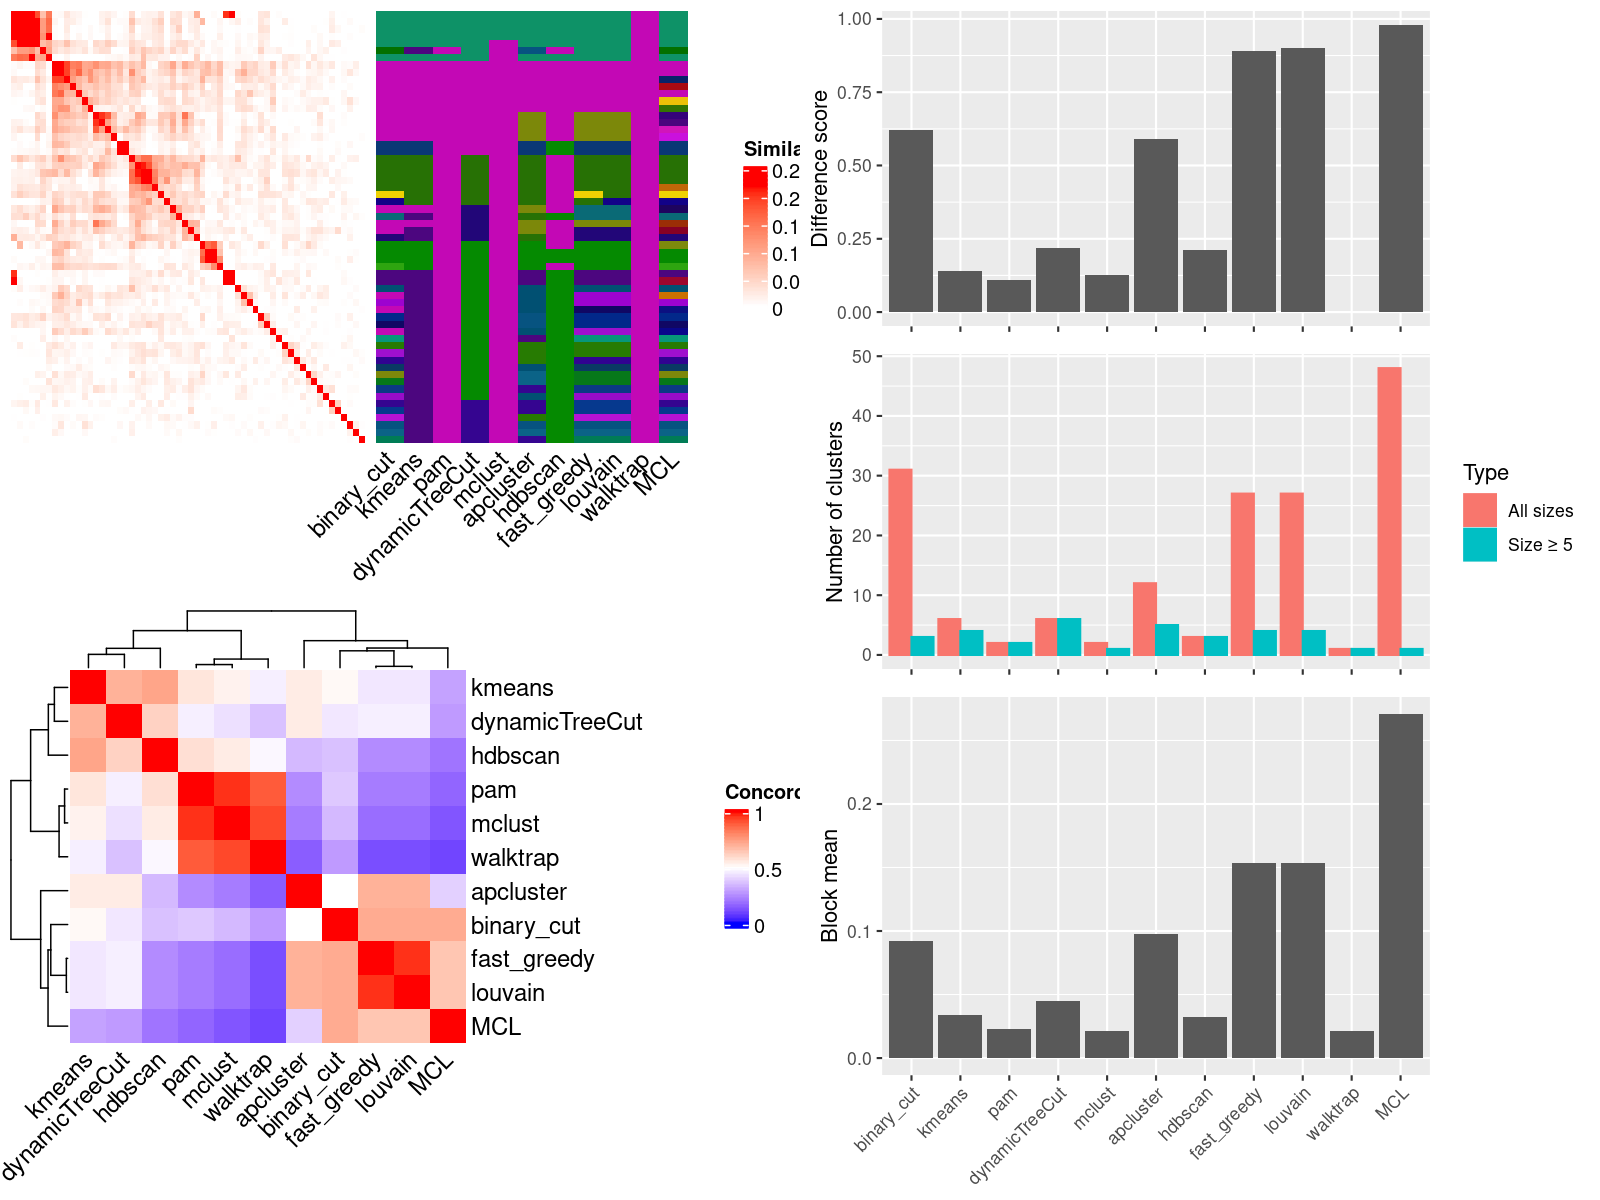 Simila
0.2
0.2
0.1
0.1
0.0
0
binary_cut
kmeans
pam
dynamicTreeCut
mclust
apcluster
hdbscan
fast_greedy
louvain
walktrap
MCL
kmeans
dynamicTreeCut
hdbscan
pam
mclust
walktrap
apcluster
binary_cut
fast_greedy
louvain
MCL
kmeans
dynamicTreeCut
hdbscan
pam
mclust
walktrap
apcluster
binary_cut
fast_greedy
louvain
MCL
Concord
1
0.5
0
Difference score
1.00
0.75
0.50
0.25
0.00
Number of clusters
50
40
30
20
10
0
Type
All sizes
Size ≥ 5
Block mean
0.2
0.1
0.0
binary_cut
kmeans
pam
dynamicTreeCut
mclust
apcluster
hdbscan
fast_greedy
louvain
walktrap
MCL